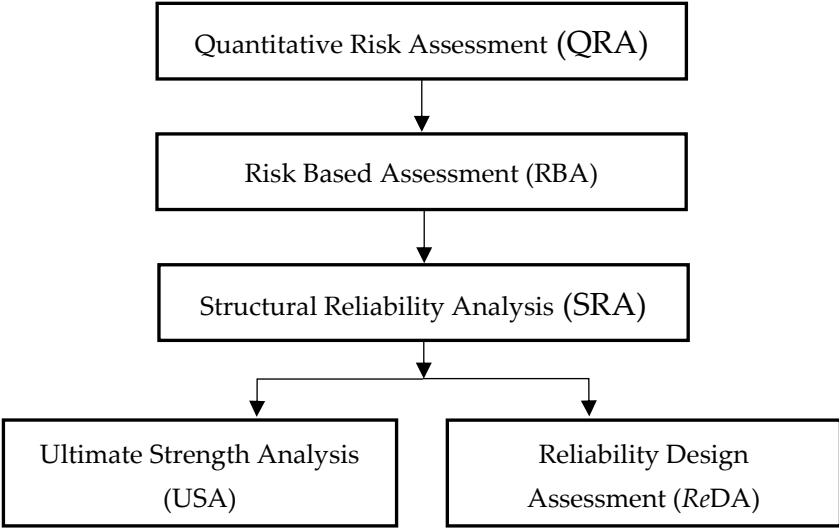 Quantitative Risk Assessment (QRA)
Risk Based Assessment (RBA)
Structural Reliability Analysis (SRA)
Ultimate Strength Analysis
(USA)
Reliability Design
Assessment (ReDA)